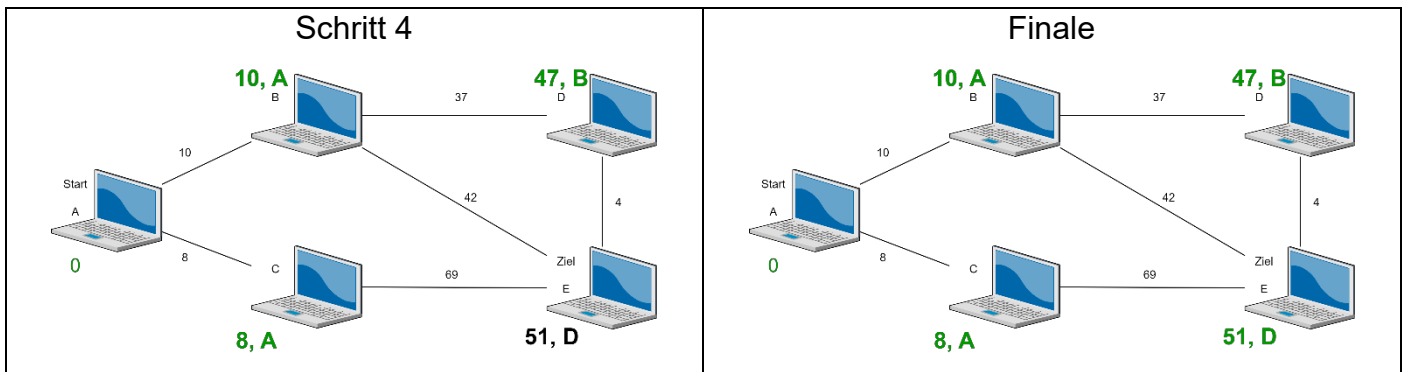 Schritt 4
10, A
47, B
B
37
D
10
Start
A
42
4
0
8
C
69
Ziel
E
8, A
51, D
Finale
10, A
47, B
B
37
D
10
Start
A
42
4
0
8
C
69
Ziel
E
8, A
51, D